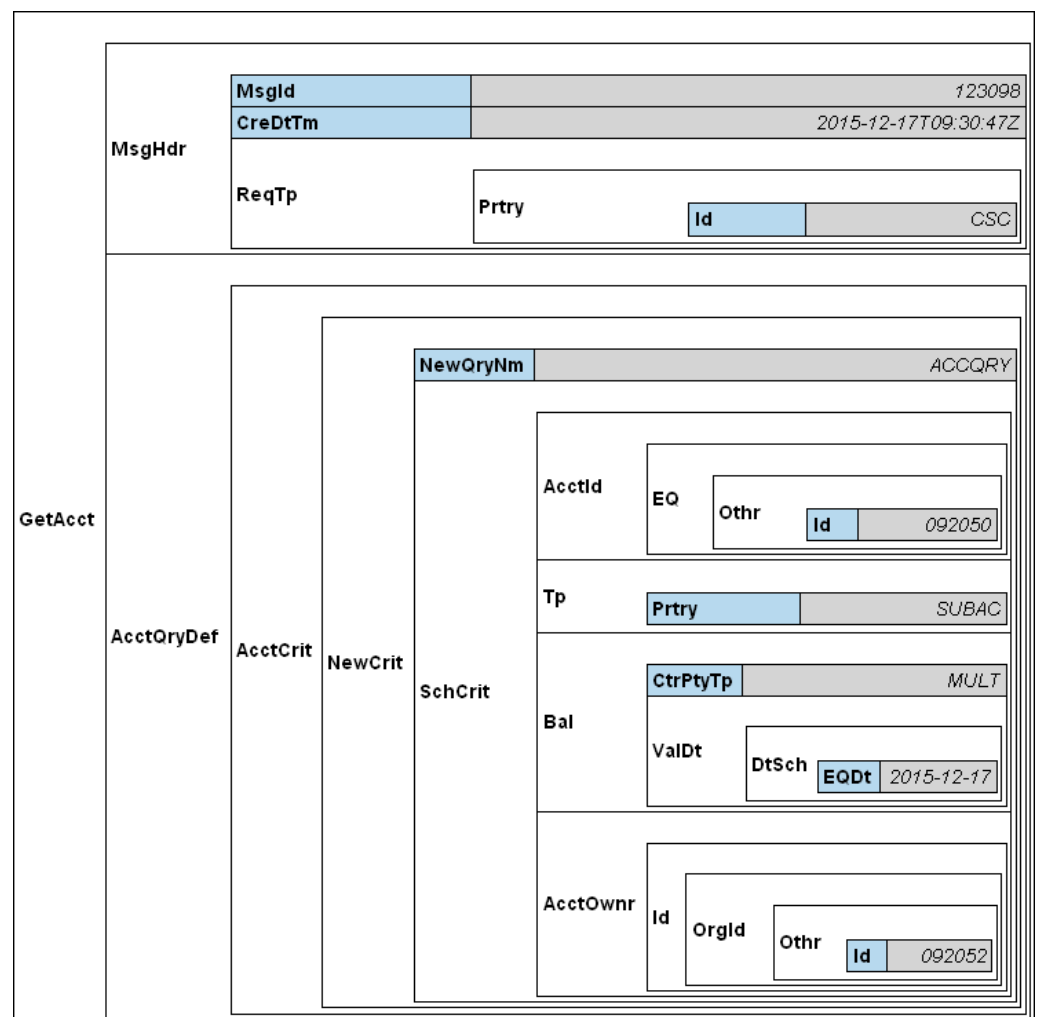 MsgId 123098
CreDtTm 2015-12-17T09:30:47Z
MsgHdr
ReqTp
Prtry
Id CSC
NewQryNm ACCQRY
AcctId
EQ
Othr
Id 092050
GetAcct
Tp
Prtry SUBAC
AcctQryDef
AcctCrit
NewCrit
SchCrit
CtrPtyTp MULT
Bal
ValDt
DtSch
EQDt 2015-12-17
AcctOwnr
Id
OrgId
Othr
Id 092052